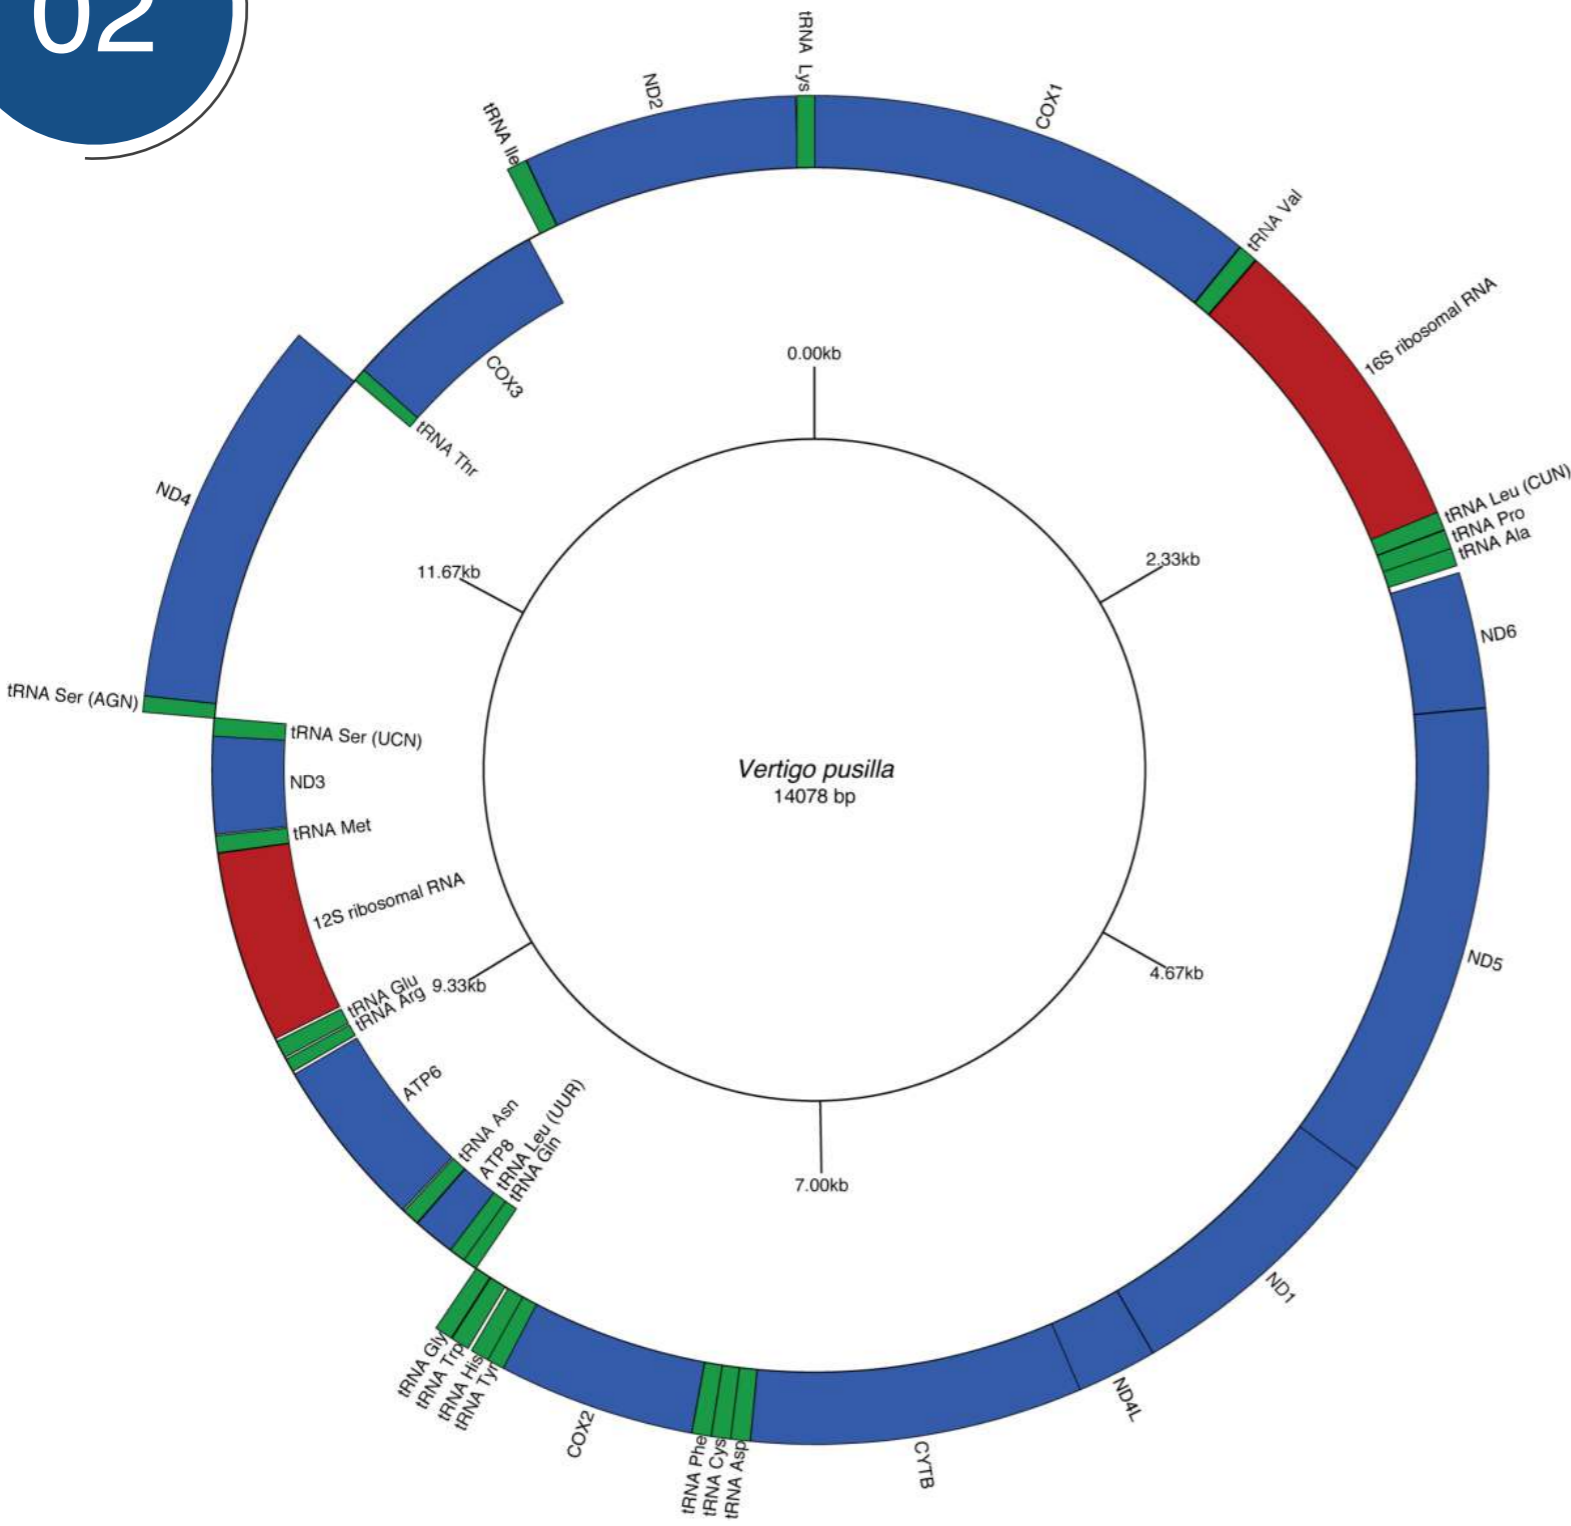 02
tRNA Lys
COX1
tRNA Val
16S ribosomal RNA
tRNA Leu (CUN)
tRNA Pro
tRNA Ala
ND6
ND5
ND1
ND4L
CYTB
tRNA Asp
tRNA Cys
tRNA Phe
COX2
tRNA Tyr
tRNA His
tRNA Trp
tRNA Gly
tRNA Gln
tRNA Leu (UUR)
ATP8
tRNA Asn
ATP6
tRNA Arg
tRNA Glu
12S ribosomal RNA
tRNA Met
ND3
tRNA Ser (UCN)
tRNA Ser (AGN)
ND4
tRNA Thr
COX3
tRNA Ile
ND2
0.00kb
2.33kb
4.67kb
7.00kb
9.33kb
11.67kb
Vertigo pusilla
14078 bp